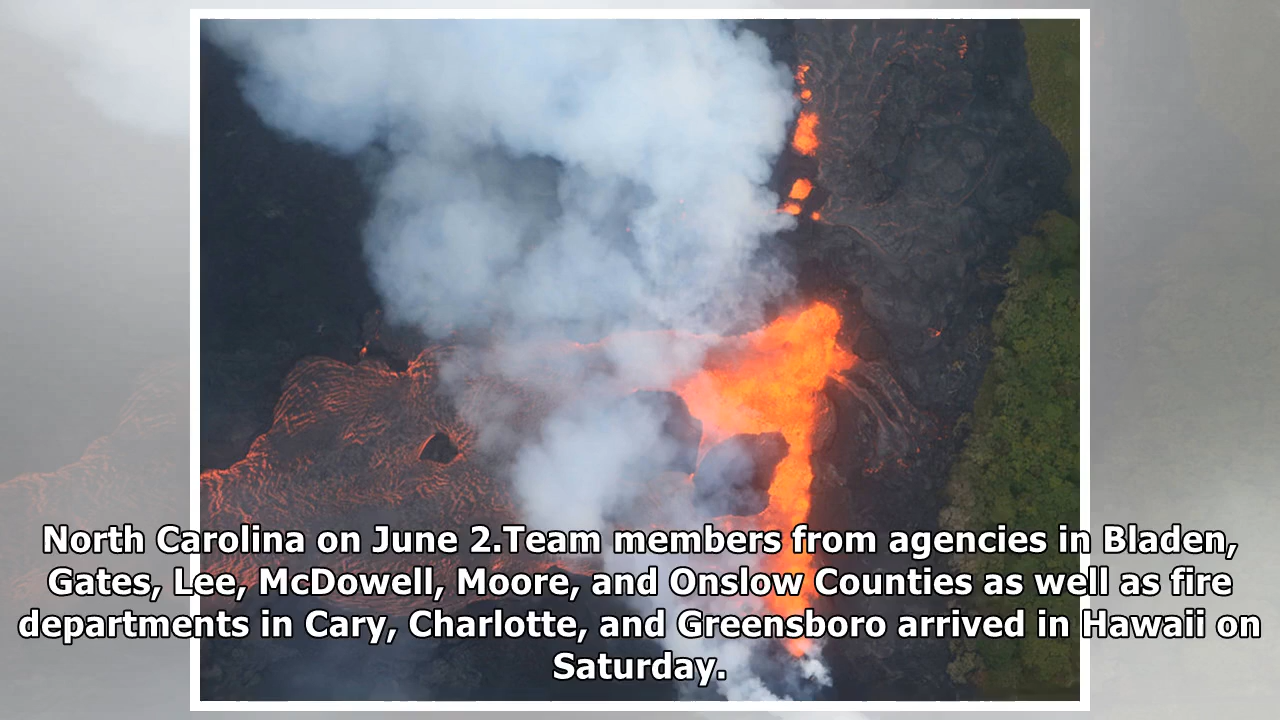 North Carolina on June 2.Team members from agencies in Bladen,
Gates, Lee, McDowell, Moore, and Onslow Counties as well as fire
departments in Cary, Charlotte, and Greensboro arrived in Hawaii on
Saturday.